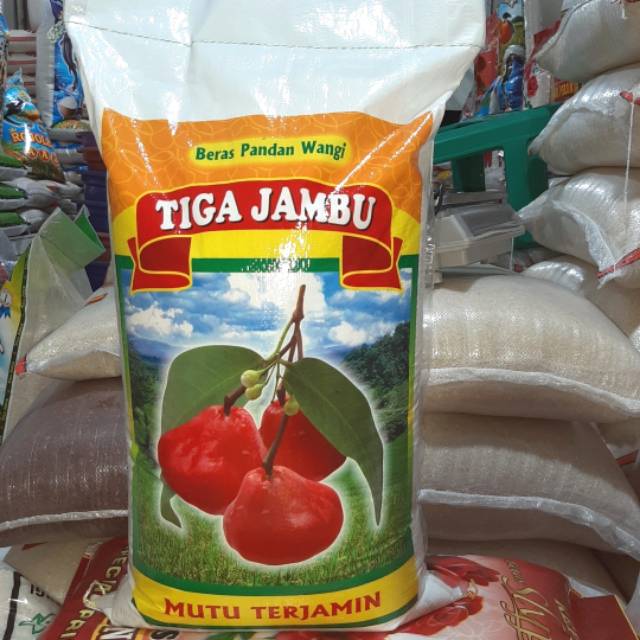 Beras Pandan Wangi
TIGA JAMBU
MUTU TERJAMIN